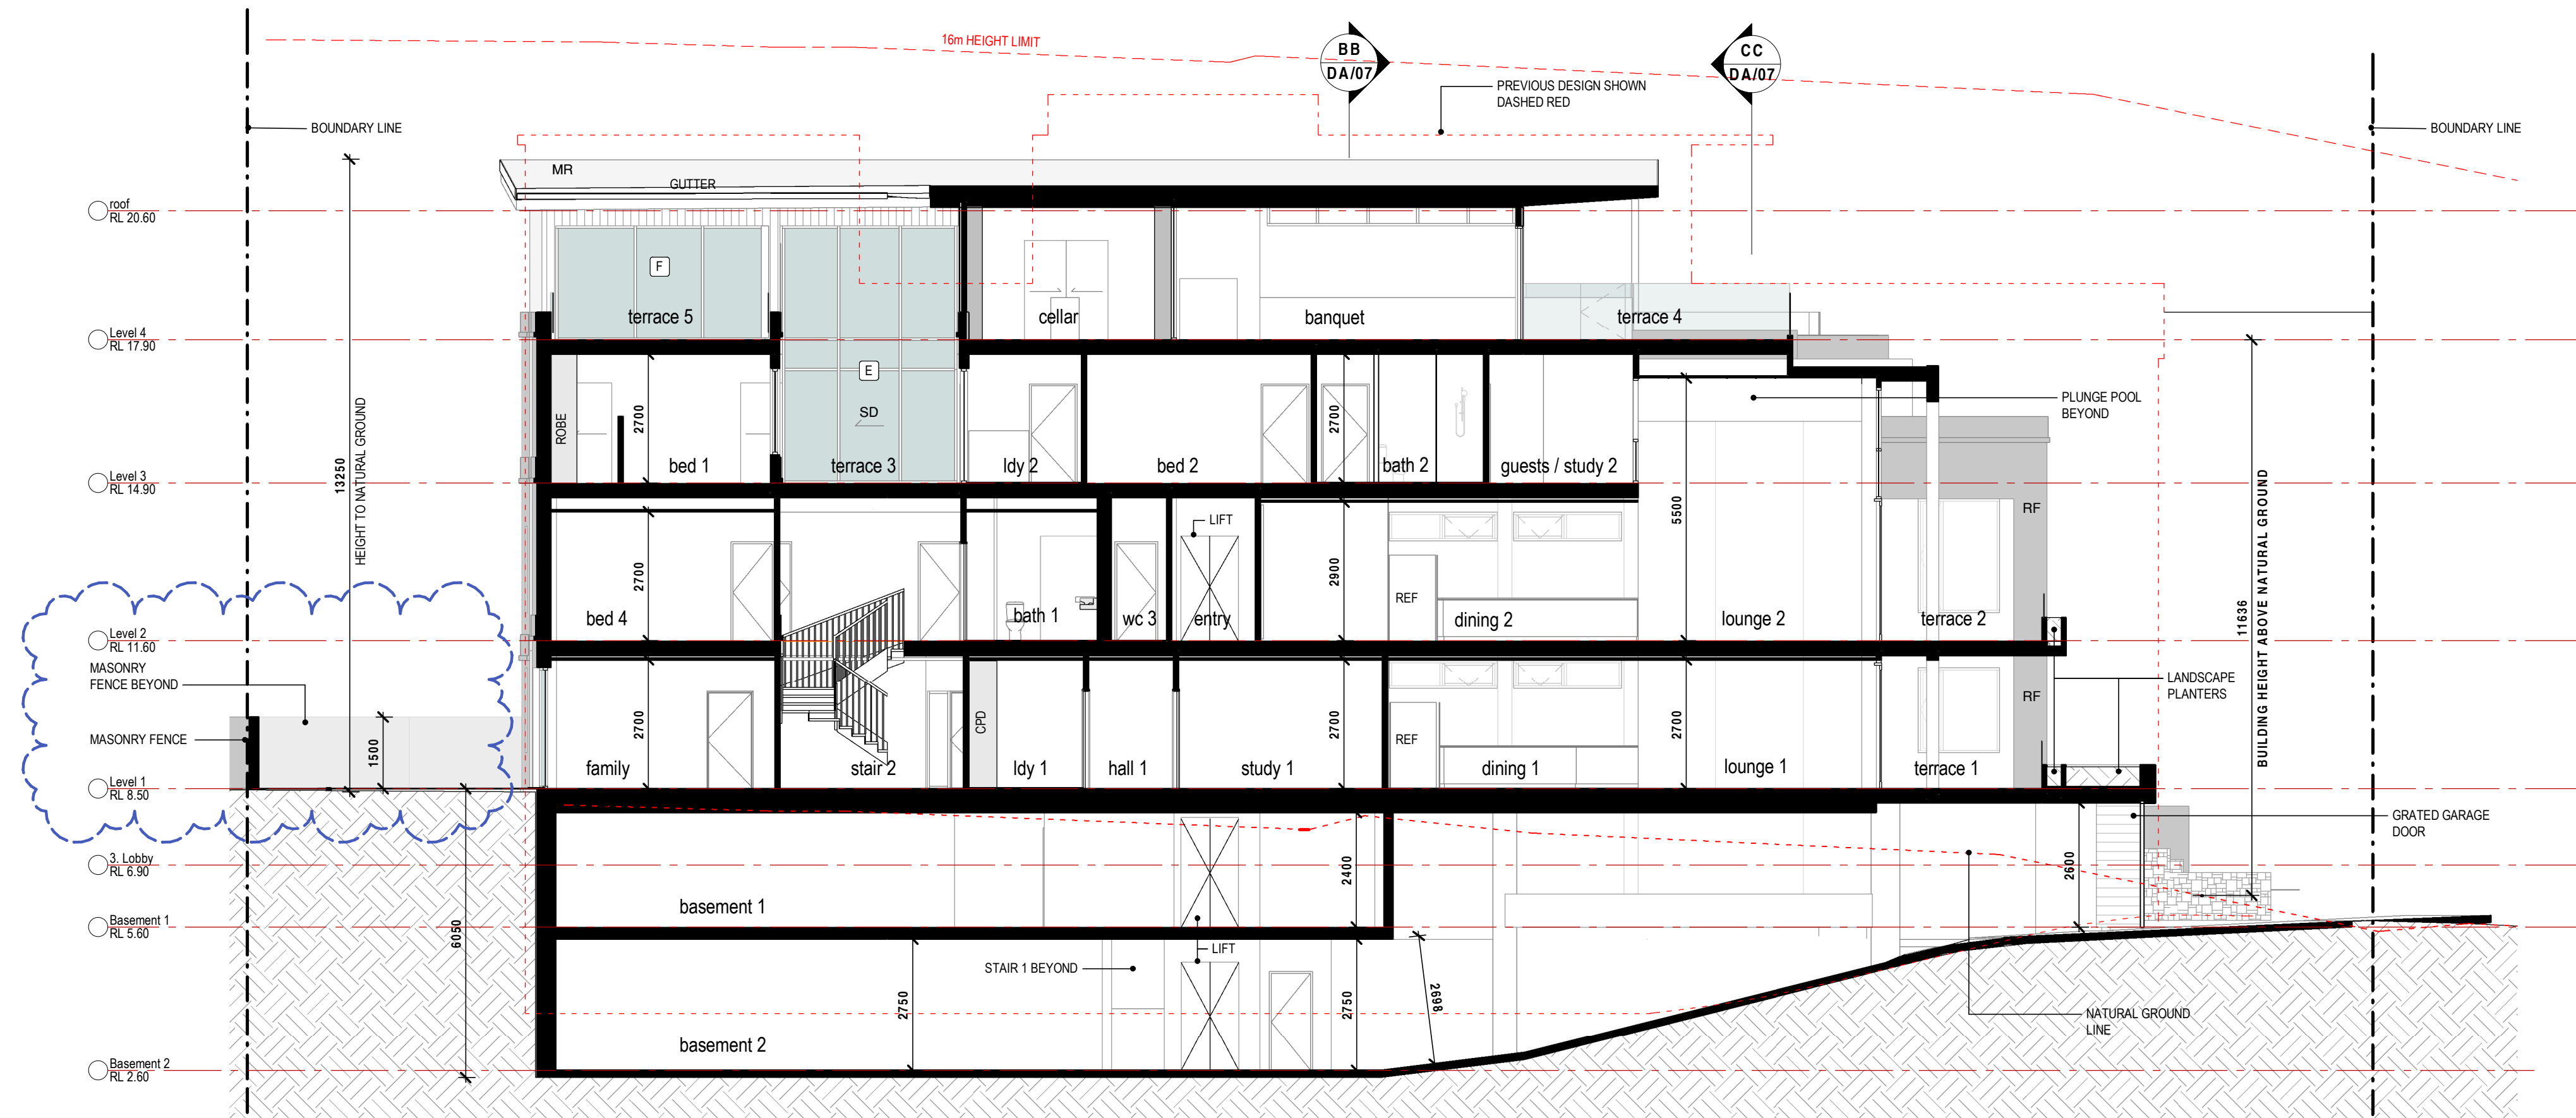 16m HEIGHT LIMIT
BB
DA/07
CC
DA/07
PREVIOUS DESIGN SHOWN
DASHED RED
BOUNDARY LINE
BOUNDARY LINE
MR
GUTTER
roof
RL 20.60
F
terrace 5
cellar
banquet
terrace 4
Level 4
RL 17.90
13250
HEIGHT TO NATURAL GROUND
ROBE
2700
bed 1
E
SD
terrace 3
ldy 2
bed 2
2700
bath 2
guests / study 2
5500
PLUNGE POOL
BEYOND
Level 3
RL 14.90
RF
11636
BUILDING HEIGHT ABOVE NATURAL GROUND
2700
bed 4
bath 1
wc 3
LIFT
entry
2900
REF
dining 2
lounge 2
terrace 2
Level 2
RL 11.60
MASONRY
FENCE BEYOND
MASONRY FENCE
1500
2700
family
stair 2
CPD
ldy 1
hall 1
study 1
2700
REF
dining 1
2700
lounge 1
terrace 1
RF
LANDSCAPE
PLANTERS
Level 1
RL 8.50
GRATED GARAGE
DOOR
3. Lobby
RL 6.90
2400
2600
basement 1
Basement 1
RL 5.60
6050
2750
STAIR 1 BEYOND
LIFT
2750
2698
NATURAL GROUND
LINE
basement 2
Basement 2
RL 2.60